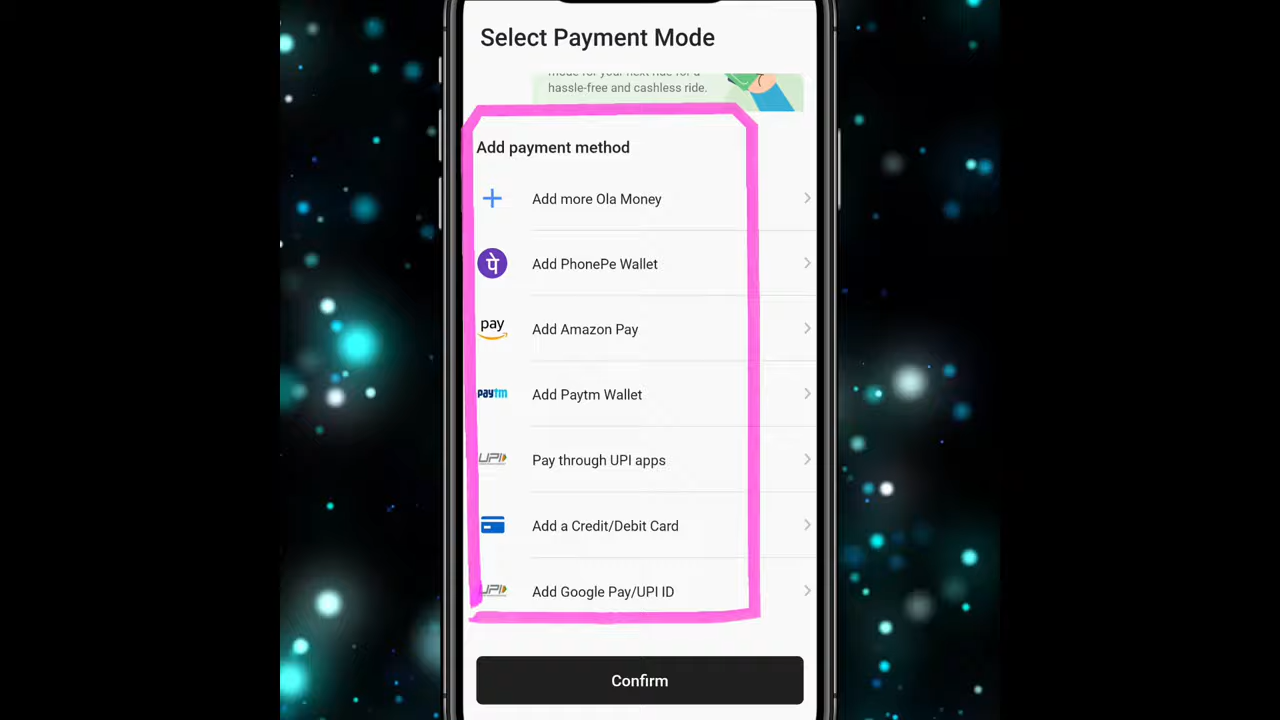 Select Payment Mode
mode for your next ride for a
hassle-free and cashless ride.
Add payment method
Add more Ola Money
पे
Add PhonePe Wallet
pay
Add Amazon Pay
paytm
Add Paytm Wallet
UPI
Pay through UPI apps
Add a Credit/Debit Card
UPI
Add Google Pay/UPI ID
Confirm